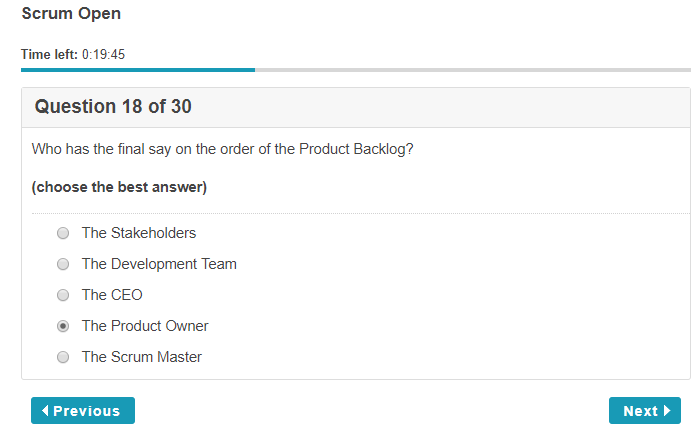 Scrum Open
Time left: 0:19:45
Question 18 of 30
Who has the final say on the order of the Product Backlog?
(choose the best answer)
The Stakeholders
The Development Team
The CEO
The Product Owner
The Scrum Master
Previous
Next